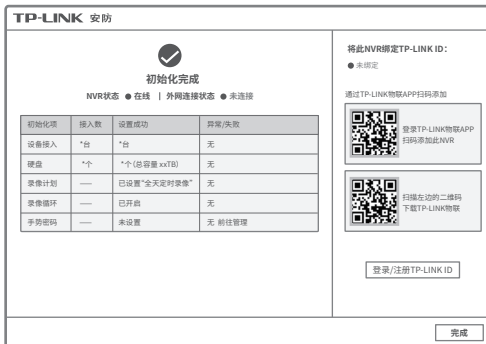 TP-LINK 安防
初始化完成
NVR状态 ● 在线 | 外网连接状态 ● 未连接
初始化项 接入数 设置成功 异常/失败
设备接入 *台 *台 无
硬盘 *个 *个(总容量 xxTB) 无
录像计划 —— 已设置“全天定时录像” 无
录像循环 —— 已开启 无
手势密码 —— 未设置 无 前往管理
将此NVR绑定TP-LINK ID：
● 未绑定
通过TP-LINK物联APP扫码添加
登录TP-LINK物联APP
扫码添加此NVR
扫描左边的二维码
下载TP-LINK物联
登录/注册TP-LINK ID
完成